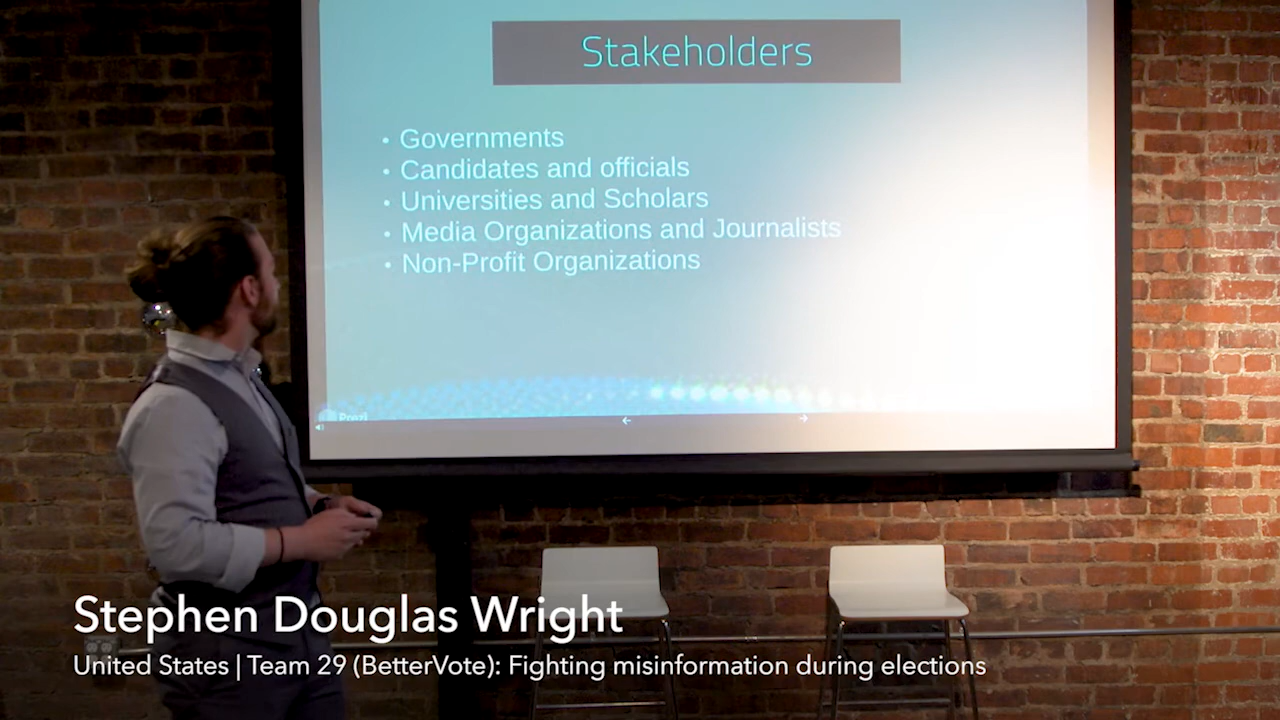 Stakeholders
• Governments
• Candidates and officials
• Universities and Scholars
• Media Organizations and Journalists
• Non-Profit Organizations
Prezi
Stephen Douglas Wright
United States | Team 29 (BetterVote): Fighting misinformation during elections